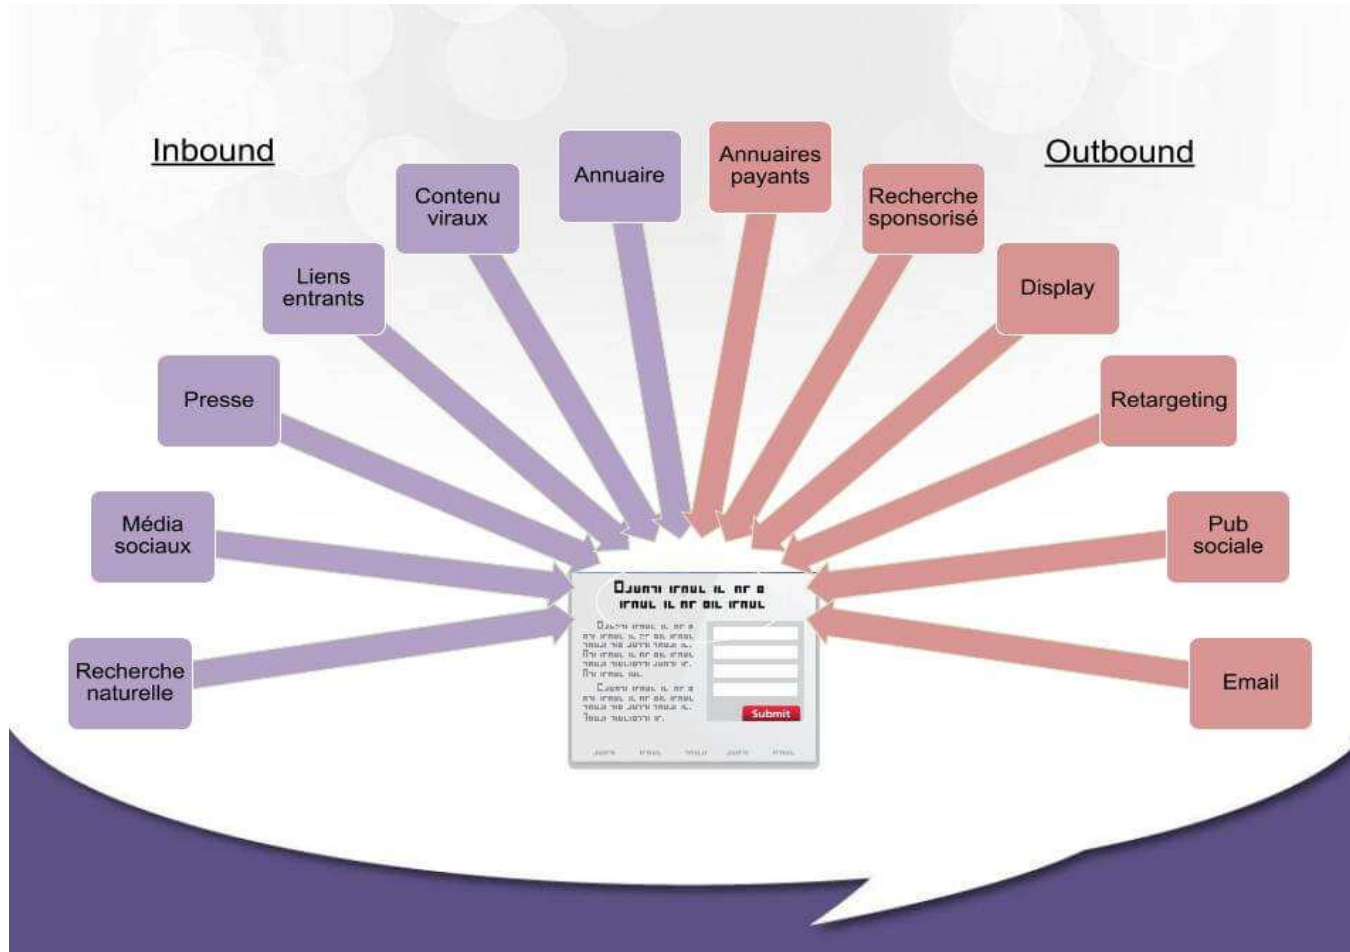 Inbound
Outbound
Recherche
naturelle
Média
sociaux
Presse
Liens
entrants
Contenu
viraux
Annuaire
Annuaires
payants
Recherche
sponsorisé
Display
Retargeting
Pub
sociale
Email
Submit